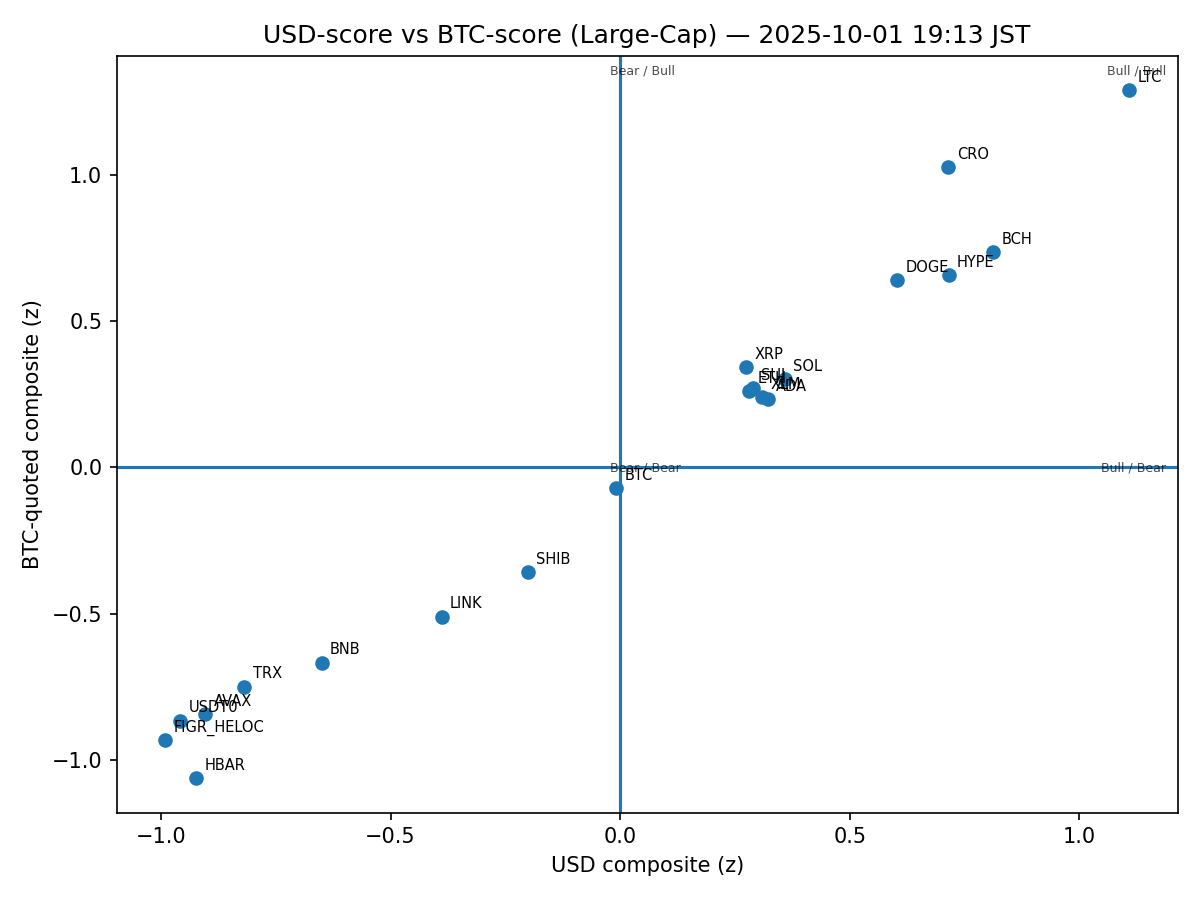 USD-score vs BTC-score (Large-Cap) — 2025-10-01 19:13 JST
Bear / Bull
Bull / Bull
LTC
CRO
BCH
HYPE
DOGE
XRP
SOL
SUI
ETH
XLM
ADA
Bear / Bear
Bull / Bear
BTC
SHIB
LINK
BNB
TRX
AVAX
USDT0
FIGR_HELOC
HBAR
1.0
0.5
0.0
−0.5
−1.0
BTC-quoted composite (z)
−1.0
−0.5
0.0
0.5
1.0
USD composite (z)